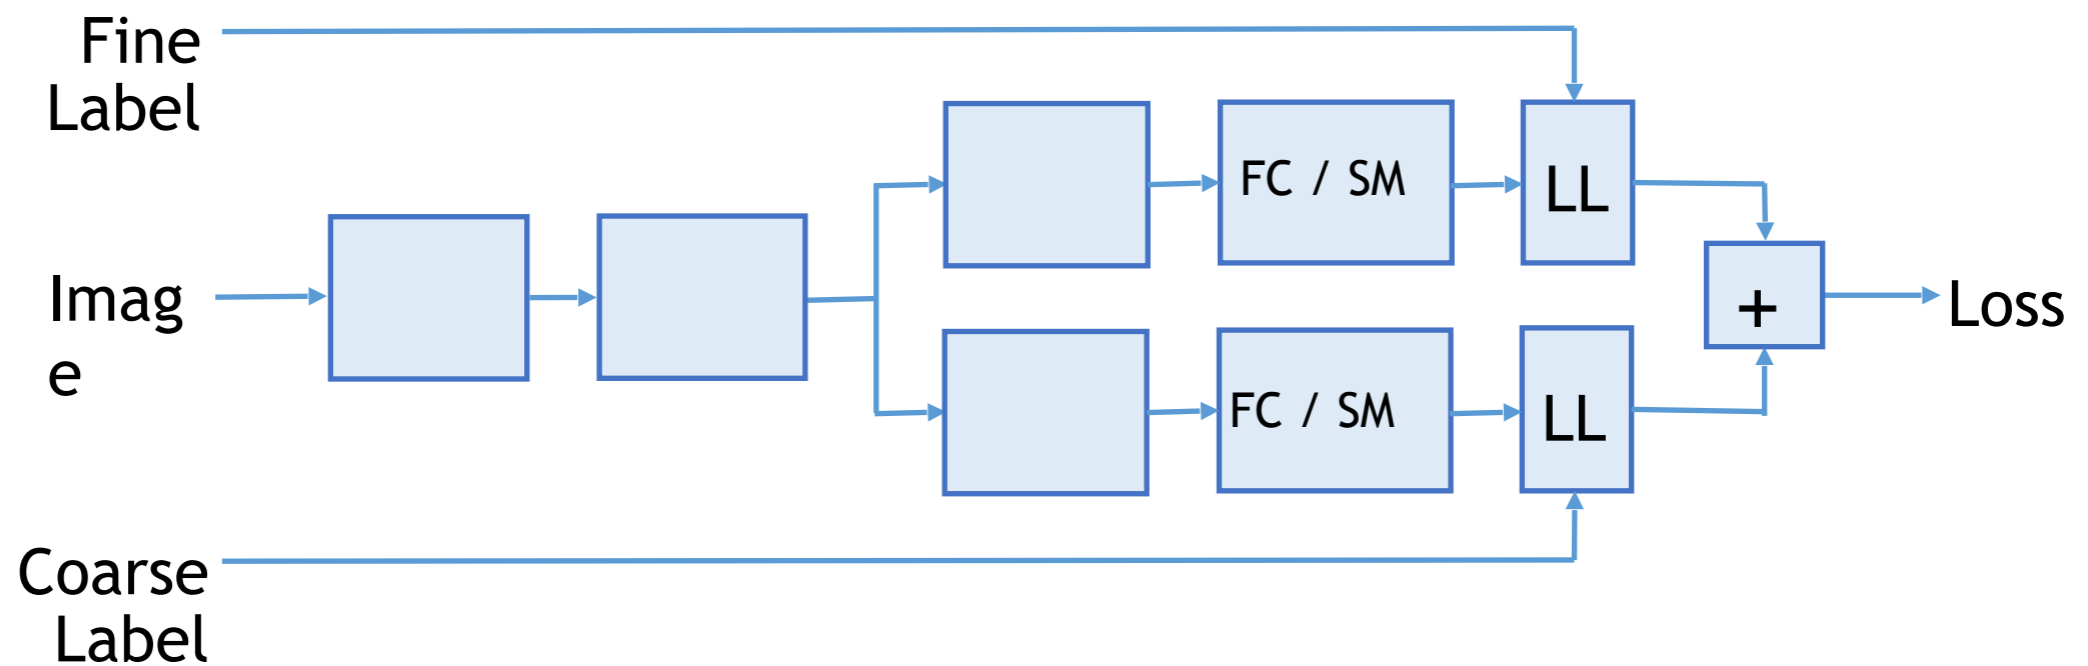 Fine
Label
FC / SM
LL
Imag
e
+
Loss
FC / SM
LL
Coarse
Label